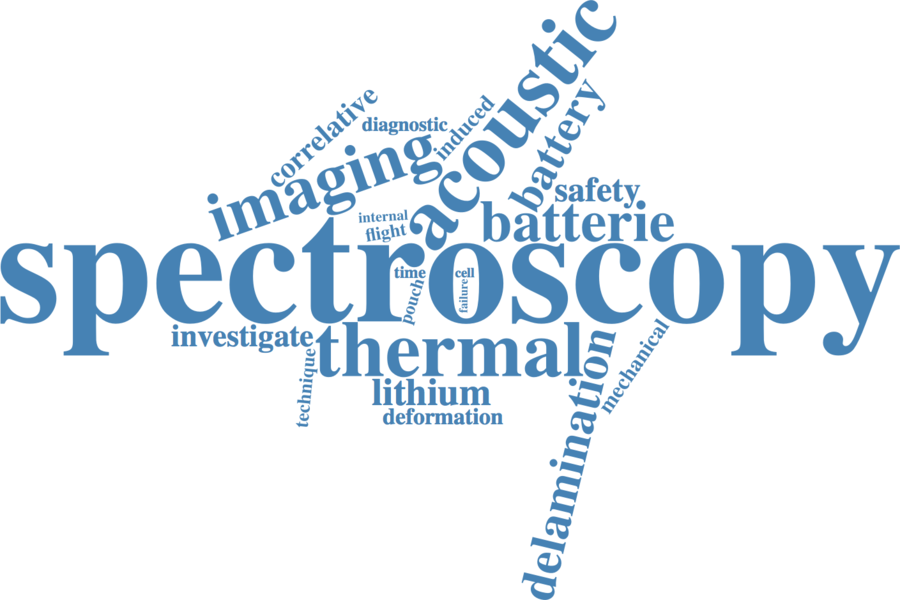 acoustic
correlative
diagnostic
induced
battery
imaging
safety
internal
flight
batterie
spectroscopy
time
cell
pouch
failure
investigate
thermal
mechanical
technique
lithium
delamination
deformation